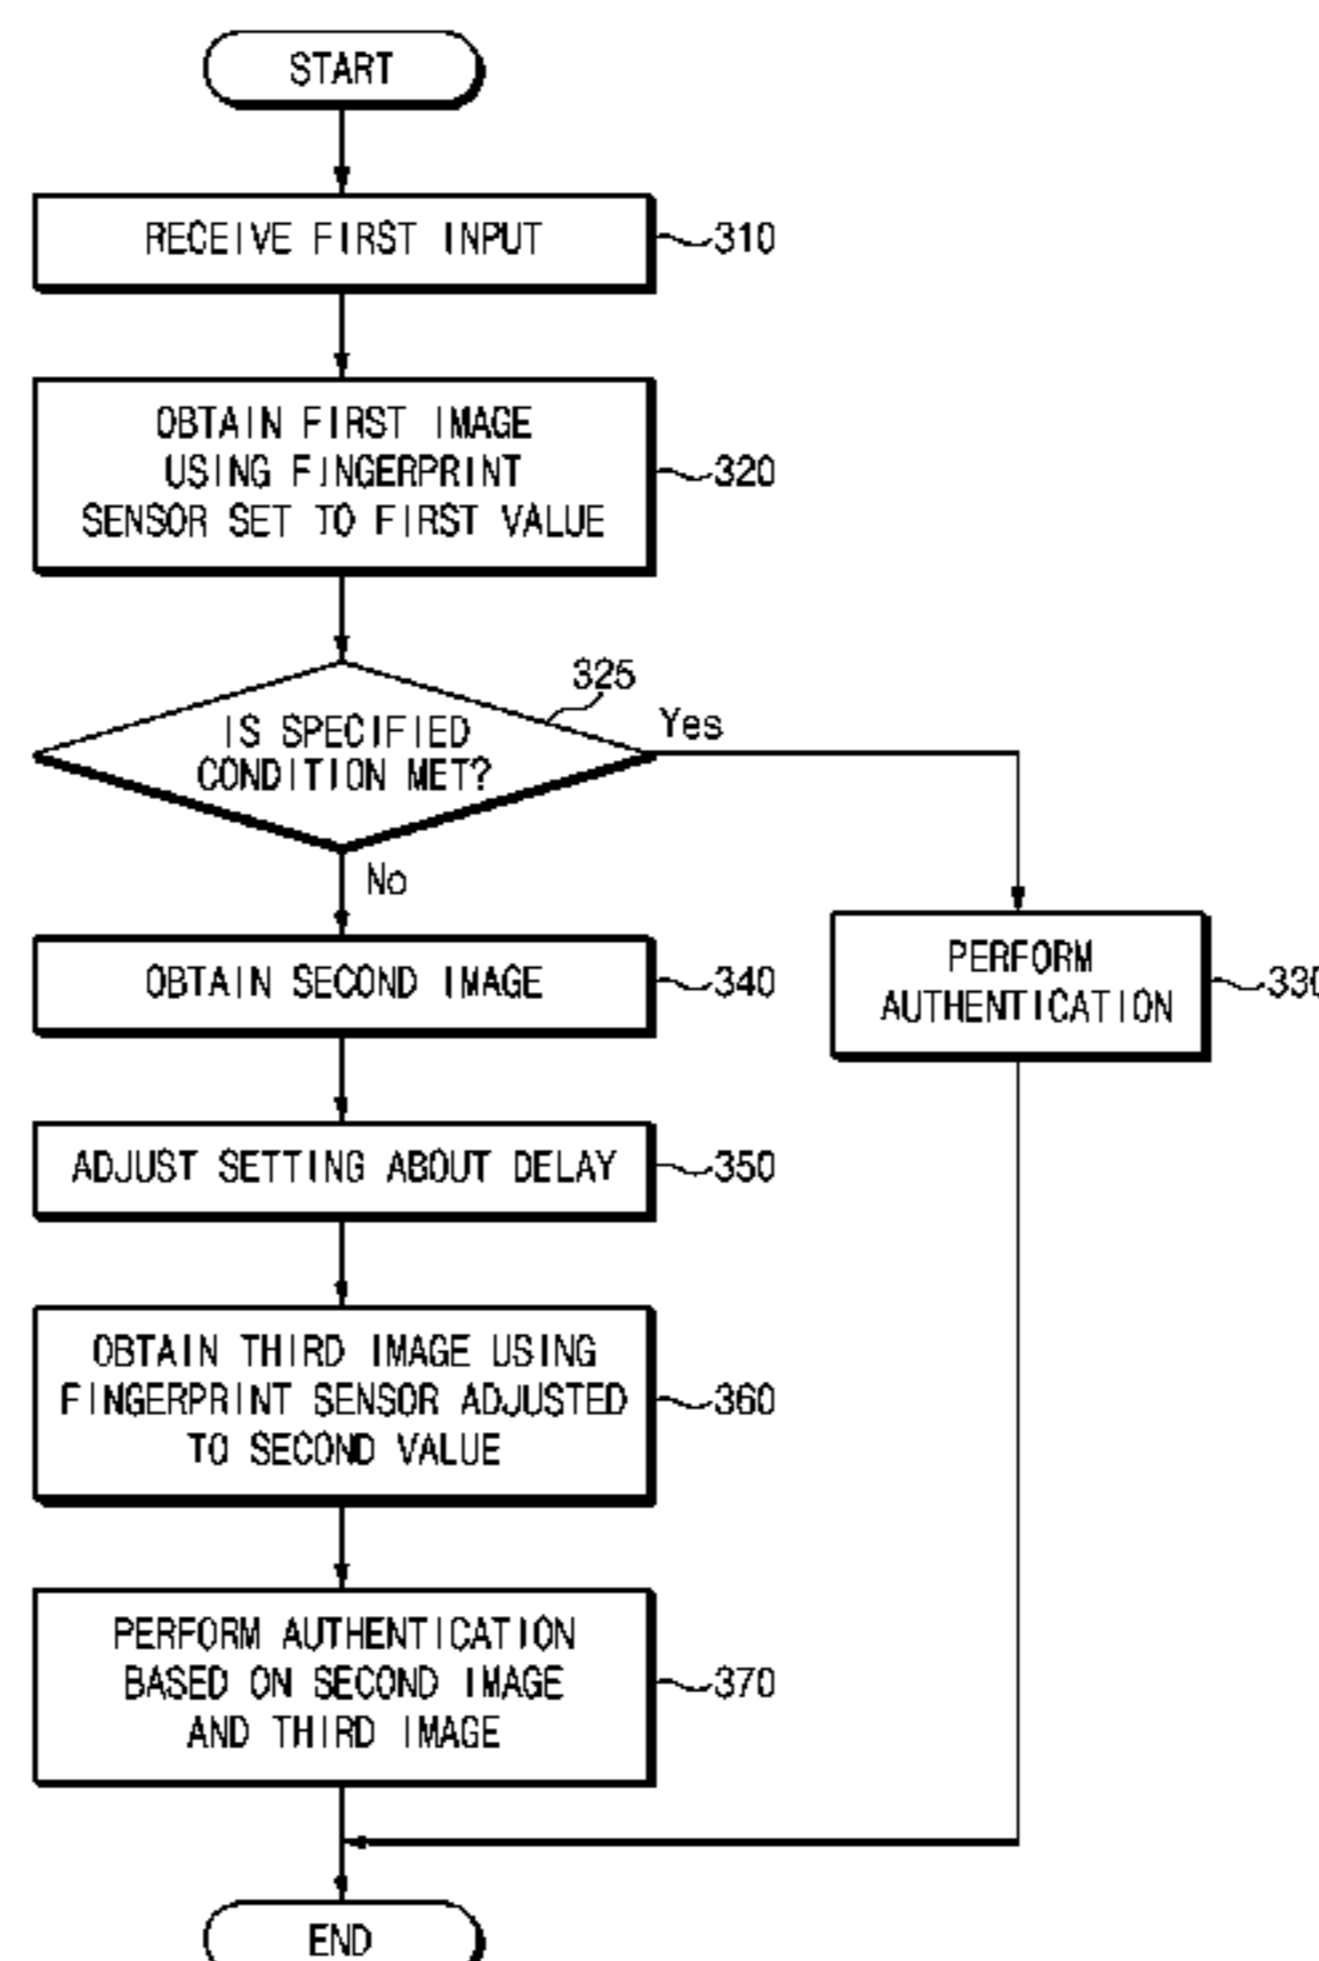 START
RECEIVE FIRST INPUT
310
OBTAIN FIRST IMAGE
USING FINGERPRINT
SENSOR SET TO FIRST VALUE
320
325
IS SPECIFIED
CONDITION MET?
Yes
No
OBTAIN SECOND IMAGE
340
PERFORM
AUTHENTICATION
330
ADJUST SETTING ABOUT DELAY
350
OBTAIN THIRD IMAGE USING
FINGERPRINT SENSOR ADJUSTED
TO SECOND VALUE
360
PERFORM AUTHENTICATION
BASED ON SECOND IMAGE
AND THIRD IMAGE
370
END